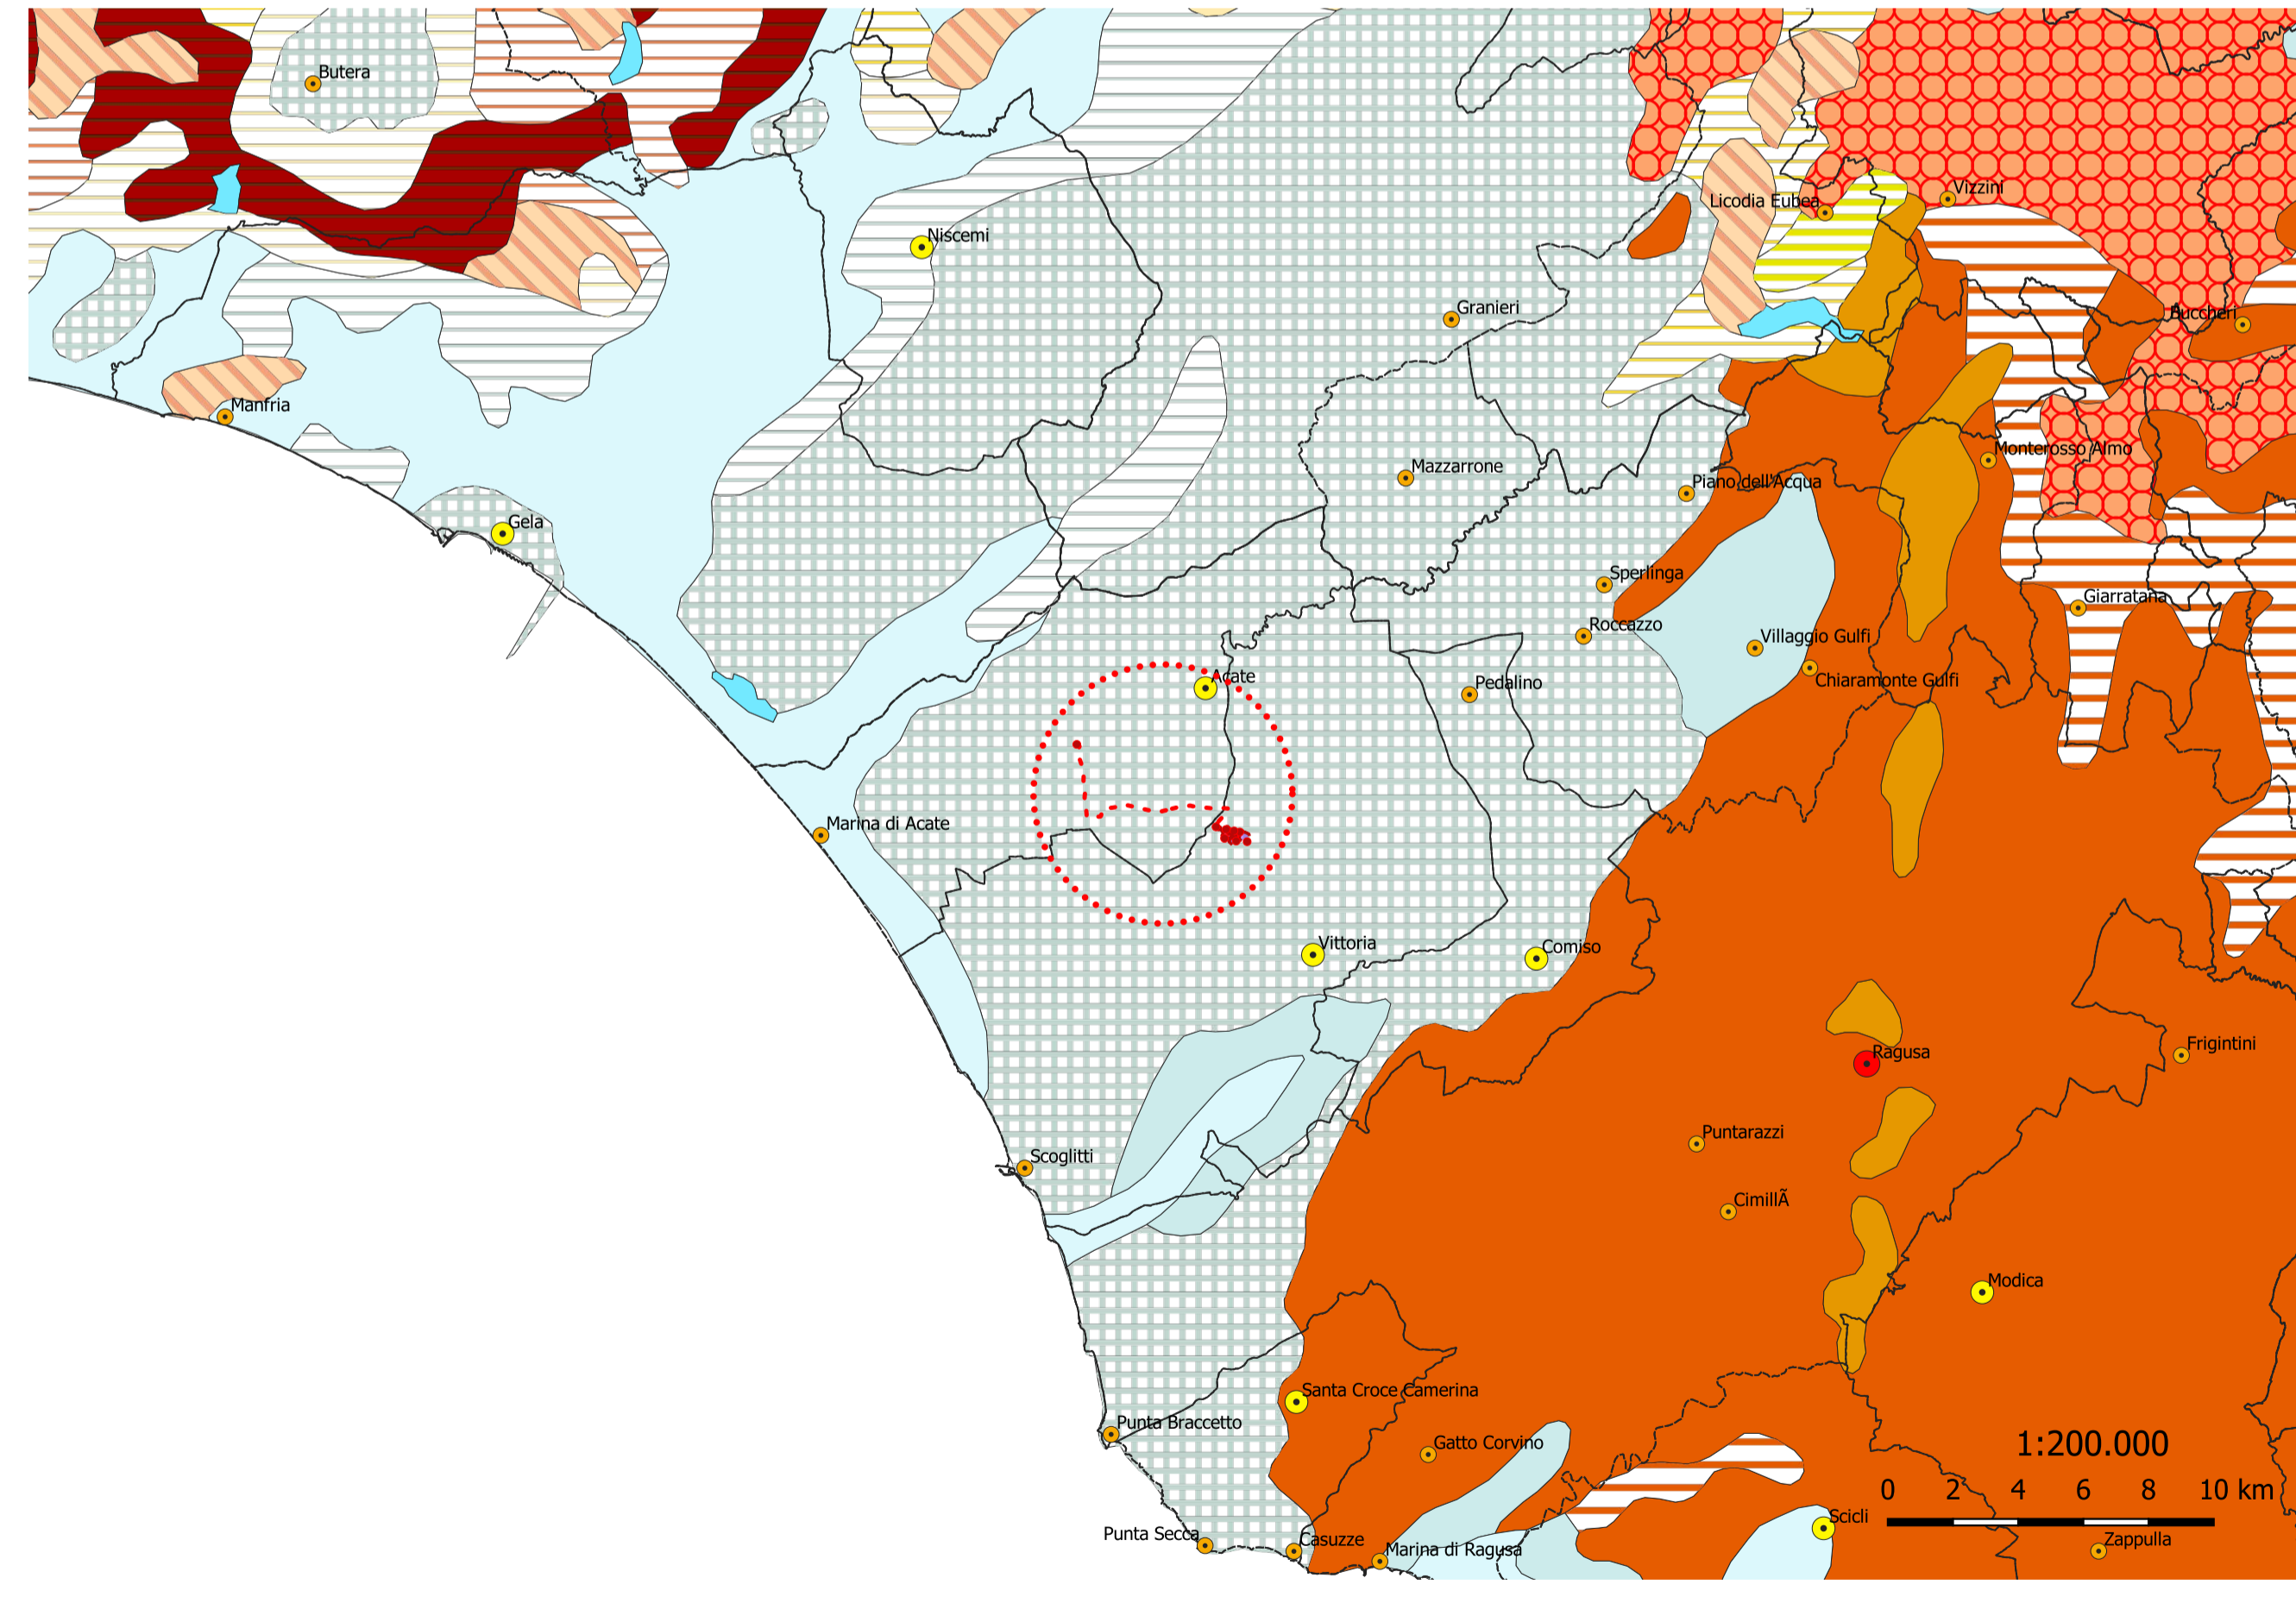 Butera
Vizzini
Licodia Eubea
Niscemi
Granieri
Buccheri
Manfria
Monterosso Almo
Mazzarrone
Piano dell'Acqua
Gela
Sperlinga
Giarratana
Roccazzo
Villaggio Gulfi
Acate
Pedalino
Chiaramonte Gulfi
Marina di Acate
Vittoria
Comiso
Frigintini
Ragusa
Puntarazzi
Scoglitti
CimillÃ
Modica
Santa Croce Camerina
Punta Braccetto
Gatto Corvino
1:200.000
0 2 4 6 8 10 km
Scicli
Punta Secca
Casuzze
Zappulla
Marina di Ragusa